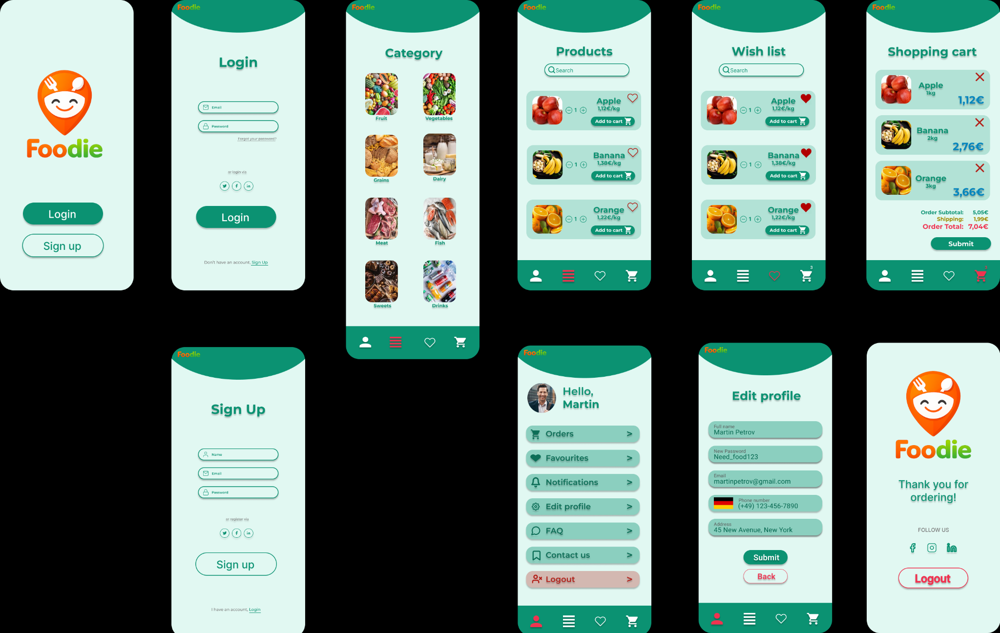 Foodie
Login
Sign up
Foodie
Login
Email
Password
Forgot your password?
or login via
in
Login
Don't have an account, Sign Up
Foodie
Category
Fruit
Vegetables
Grains
Dairy
Meat
Fish
Sweets
Drinks
Foodie
Products
Search
Apple
1,12€/kg
1
Add to cart
Banana
1,38€/kg
1
Add to cart
Orange
1,22€/kg
1
Add to cart
Foodie
Wish list
Search
Apple
1,12€/kg
1
Add to cart
Banana
1,38€/kg
1
Add to cart
Orange
1,22€/kg
1
Add to cart
3
Foodie
Shopping cart
Apple
1kg
1,12€
Banana
2kg
2,76€
Orange
3kg
3,66€
Order Subtotal: 5,05€
Shipping: 1,99€
Order Total: 7,04€
Submit
Foodie
Sign Up
Name
Email
Password
or register via
in
Sign up
I have an account, Login
Foodie
Hello,
Martin
Orders >
Favourites >
Notifications >
Edit profile >
FAQ >
Contact us >
Logout >
Foodie
Edit profile
Full name
Martin Petrov
New Password
Need_food123
Email
martinpetrov@gmail.com
Phone number
(+49) 123-456-7890
Address
45 New Avenue, New York
Submit
Back
Foodie
Thank you for
ordering!
FOLLOW US
in
Logout